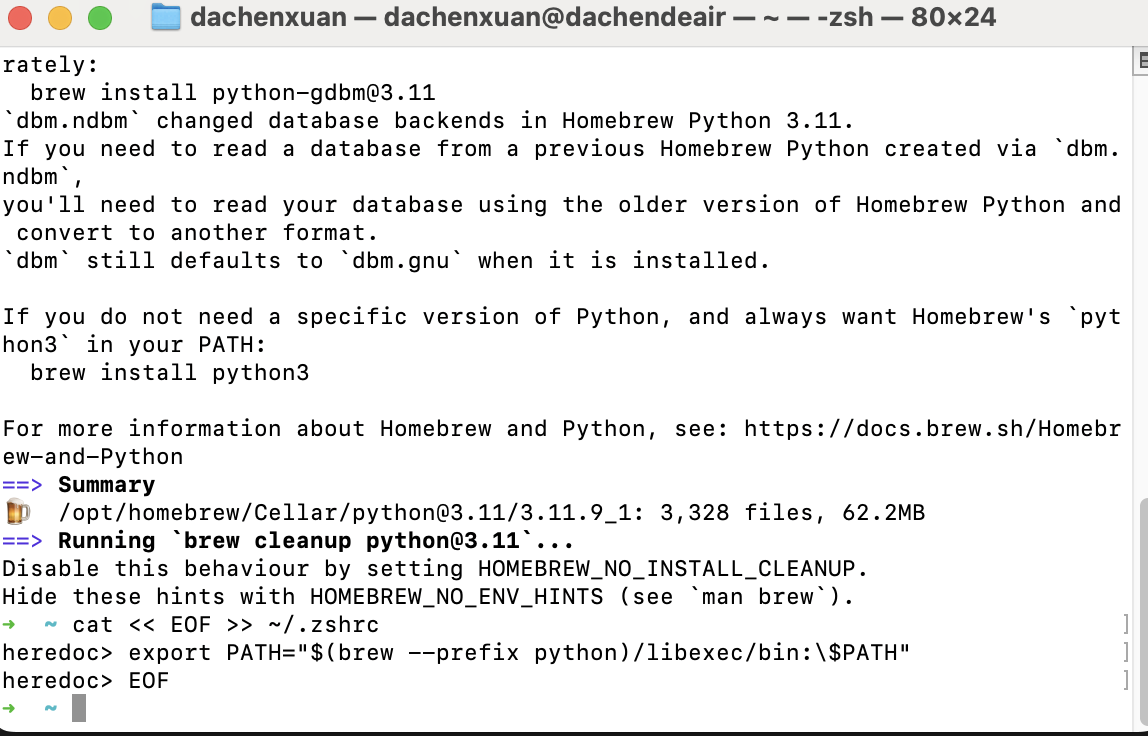 dachenxuan — dachenxuan@dachendeair — ~ — -zsh — 80×24
rately:
  brew install python-gdbm@3.11
`dbm.ndbm` changed database backends in Homebrew Python 3.11.
If you need to read a database from a previous Homebrew Python created via `dbm.
ndbm`,
you'll need to read your database using the older version of Homebrew Python and
 convert to another format.
`dbm` still defaults to `dbm.gnu` when it is installed.

If you do not need a specific version of Python, and always want Homebrew's `pyt
hon3` in your PATH:
  brew install python3

For more information about Homebrew and Python, see: https://docs.brew.sh/Homebr
ew-and-Python
==> Summary
🍺  /opt/homebrew/Cellar/python@3.11/3.11.9_1: 3,328 files, 62.2MB
==> Running `brew cleanup python@3.11`...
Disable this behaviour by setting HOMEBREW_NO_INSTALL_CLEANUP.
Hide these hints with HOMEBREW_NO_ENV_HINTS (see `man brew`).
➜  ~ cat << EOF >> ~/.zshrc
heredoc> export PATH="$(brew --prefix python)/libexec/bin:\$PATH"
heredoc> EOF
➜  ~